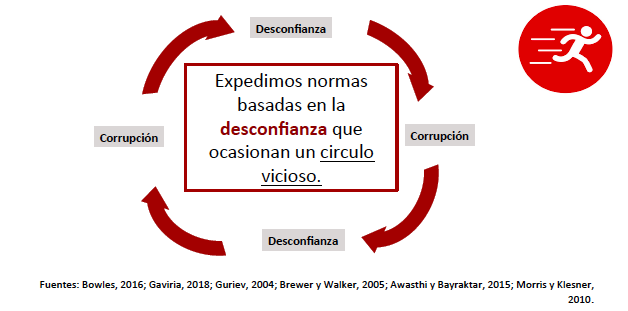 Desconfianza
Expedimos normas
basadas en la
desconfianza que
ocasionan un circulo
vicioso.
Corrupción
Corrupción
Desconfianza
Fuentes: Bowles, 2016; Gaviria, 2018; Guriev, 2004; Brewer y Walker, 2005; Awasthi y Bayraktar, 2015; Morris y Klesner,
2010.